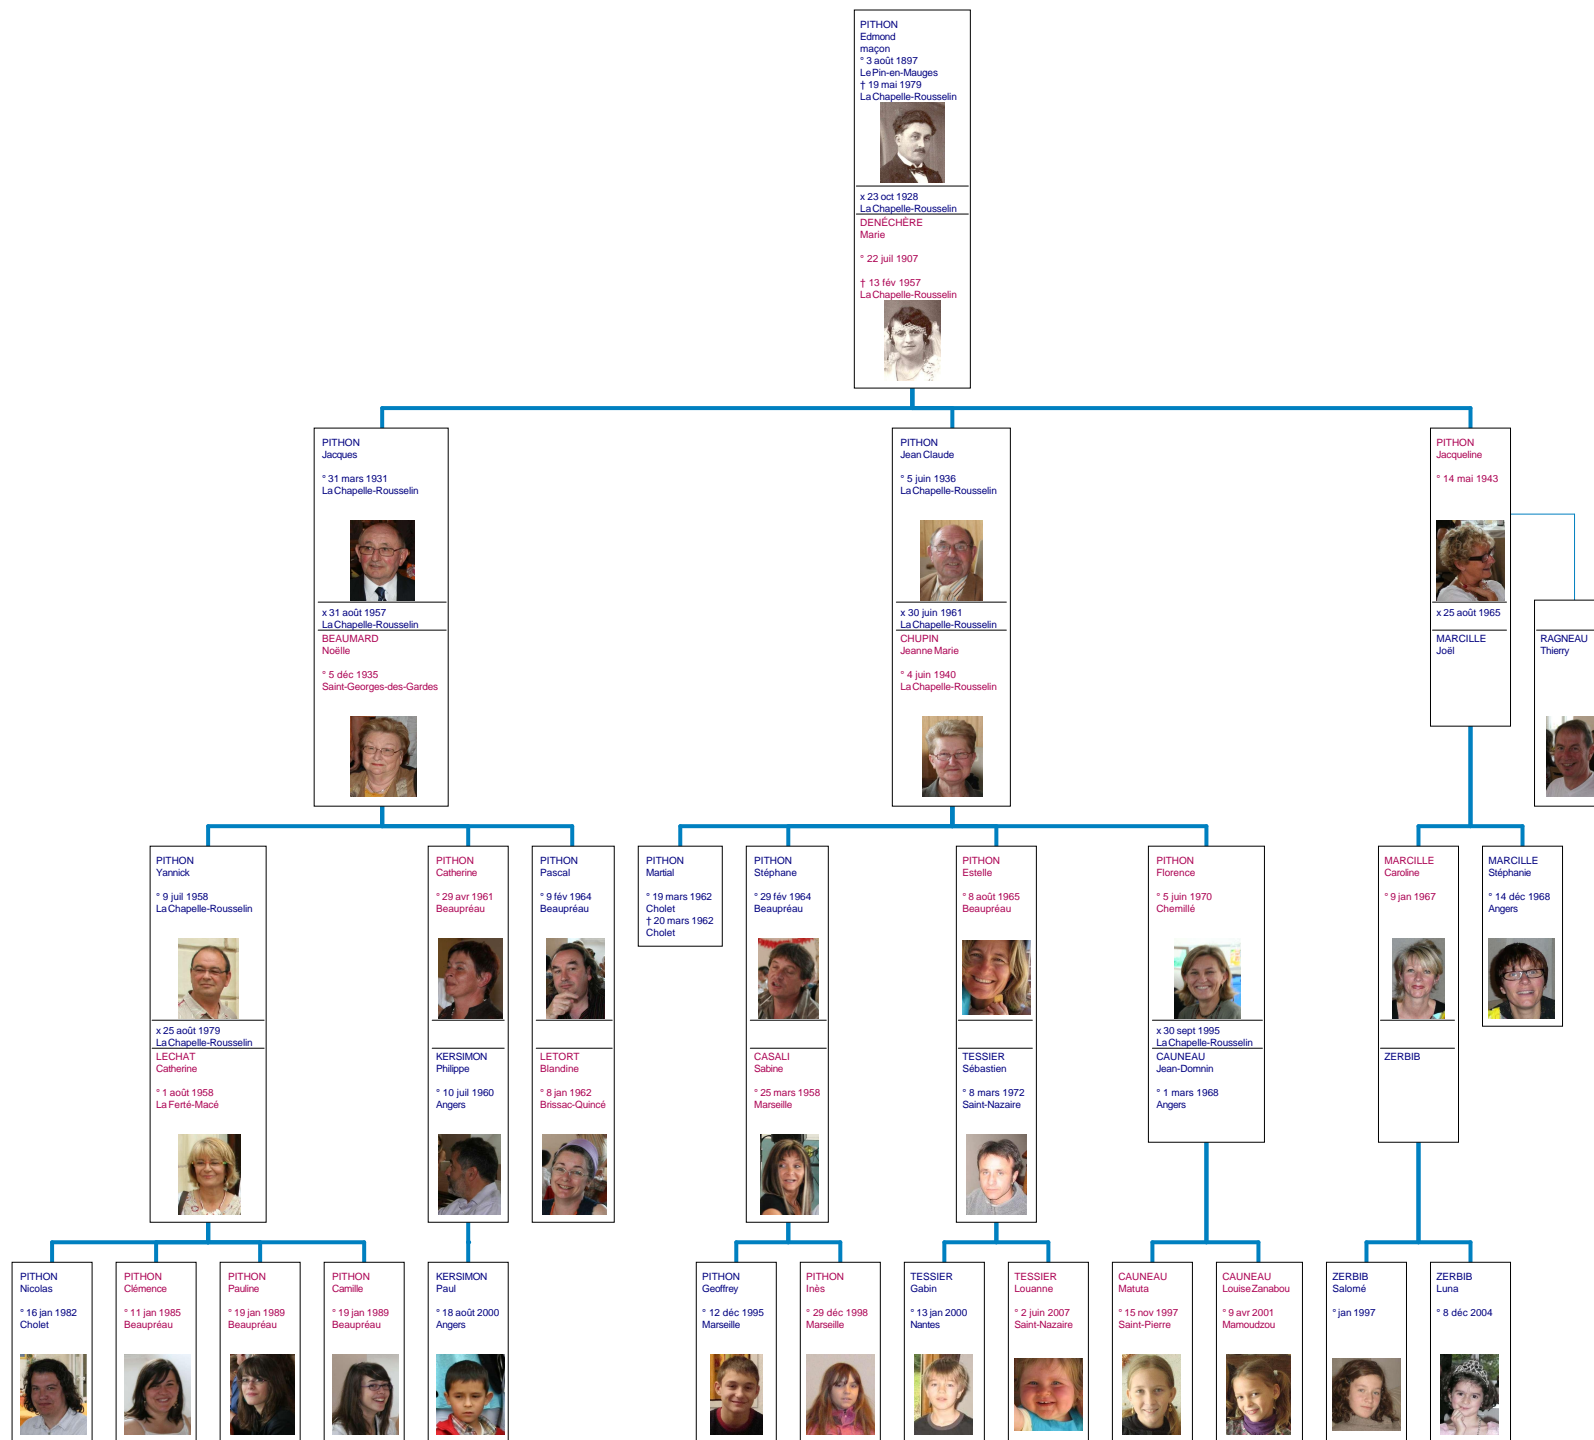 PITHON
Edmond
maçon
° 3 août 1897
Le Pin-en-Mauges
† 19 mai 1979
La Chapelle-Rousselin
x 23 oct 1928
La Chapelle-Rousselin
DENÉCHÈRE
Marie
° 22 juil 1907
† 13 fév 1957
La Chapelle-Rousselin
PITHON
Jacques
° 31 mars 1931
La Chapelle-Rousselin
x 31 août 1957
La Chapelle-Rousselin
BEAUMARD
Noëlle
° 5 déc 1935
Saint-Georges-des-Gardes
PITHON
Jean Claude
° 5 juin 1936
La Chapelle-Rousselin
x 30 juin 1961
La Chapelle-Rousselin
CHUPIN
Jeanne Marie
° 4 juin 1940
La Chapelle-Rousselin
PITHON
Jacqueline
° 14 mai 1943
x 25 août 1965
MARCILLE
Joël
RAGNEAU
Thierry
PITHON
Yannick
° 9 juil 1958
La Chapelle-Rousselin
x 25 août 1979
La Chapelle-Rousselin
LECHAT
Catherine
° 1 août 1958
La Ferté-Macé
PITHON
Catherine
° 29 avr 1961
Beaupréau
KERSIMON
Philippe
° 10 juil 1960
Angers
PITHON
Pascal
° 9 fév 1964
Beaupréau
LETORT
Blandine
° 8 jan 1962
Brissac-Quincé
PITHON
Martial
° 19 mars 1962
Cholet
† 20 mars 1962
Cholet
PITHON
Stéphane
° 29 fév 1964
Beaupréau
CASALI
Sabine
° 25 mars 1958
Marseille
PITHON
Estelle
° 8 août 1965
Beaupréau
TESSIER
Sébastien
° 8 mars 1972
Saint-Nazaire
PITHON
Florence
° 5 juin 1970
Chemillé
x 30 sept 1995
La Chapelle-Rousselin
CAUNEAU
Jean-Domnin
° 1 mars 1968
Angers
MARCILLE
Caroline
° 9 jan 1967
ZERBIB
MARCILLE
Stéphanie
° 14 déc 1968
Angers
PITHON
Nicolas
° 16 jan 1982
Cholet
PITHON
Clémence
° 11 jan 1985
Beaupréau
PITHON
Pauline
° 19 jan 1989
Beaupréau
PITHON
Camille
° 19 jan 1989
Beaupréau
KERSIMON
Paul
° 18 août 2000
Angers
PITHON
Geoffrey
° 12 déc 1995
Marseille
PITHON
Inès
° 29 déc 1998
Marseille
TESSIER
Gabin
° 13 jan 2000
Nantes
TESSIER
Louanne
° 2 juin 2007
Saint-Nazaire
CAUNEAU
Matuta
° 15 nov 1997
Saint-Pierre
CAUNEAU
Louise Zanabou
° 9 avr 2001
Mamoudzou
ZERBIB
Salomé
° jan 1997
ZERBIB
Luna
° 8 déc 2004